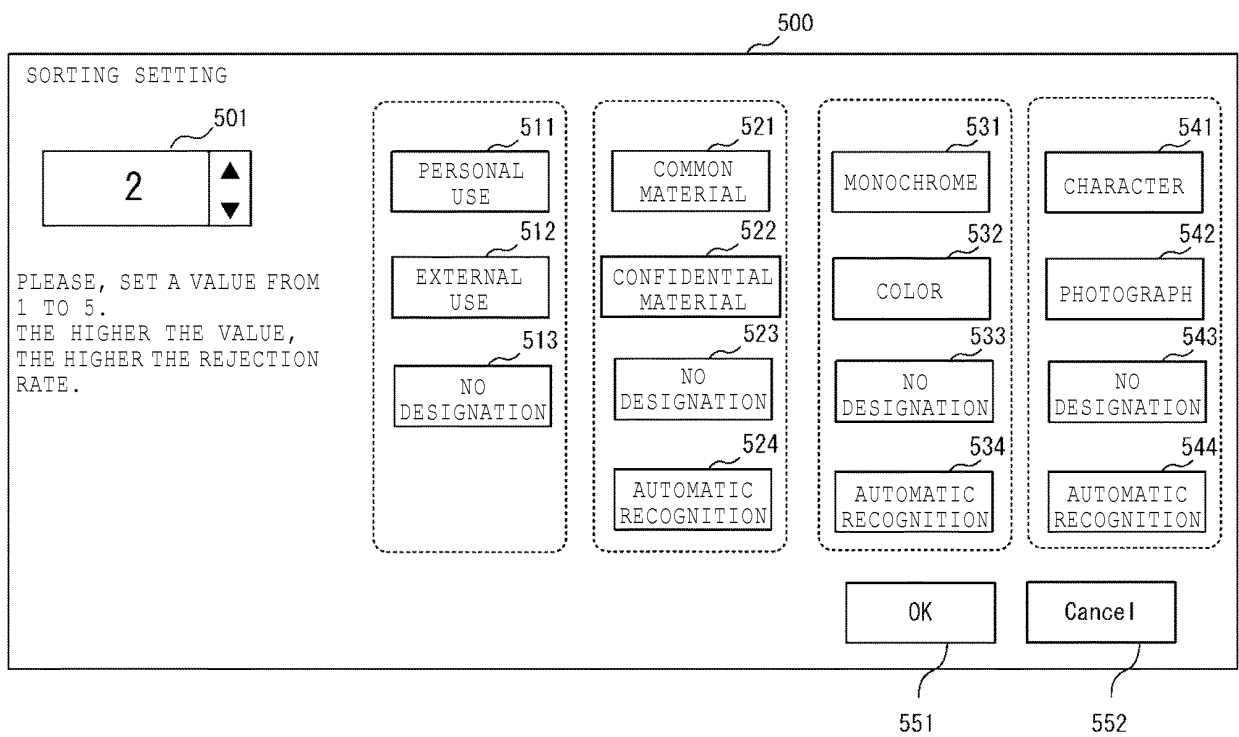 500
SORTING SETTING
501
2
PLEASE, SET A VALUE FROM
1 TO 5.
THE HIGHER THE VALUE,
THE HIGHER THE REJECTION
RATE.
511
PERSONAL
USE
512
EXTERNAL
USE
513
NO
DESIGNATION
521
COMMON
MATERIAL
522
CONFIDENTIAL
MATERIAL
523
NO
DESIGNATION
524
AUTOMATIC
RECOGNITION
531
MONOCHROME
532
COLOR
533
NO
DESIGNATION
534
AUTOMATIC
RECOGNITION
541
CHARACTER
542
PHOTOGRAPH
543
NO
DESIGNATION
544
AUTOMATIC
RECOGNITION
OK
Cancel
551
552